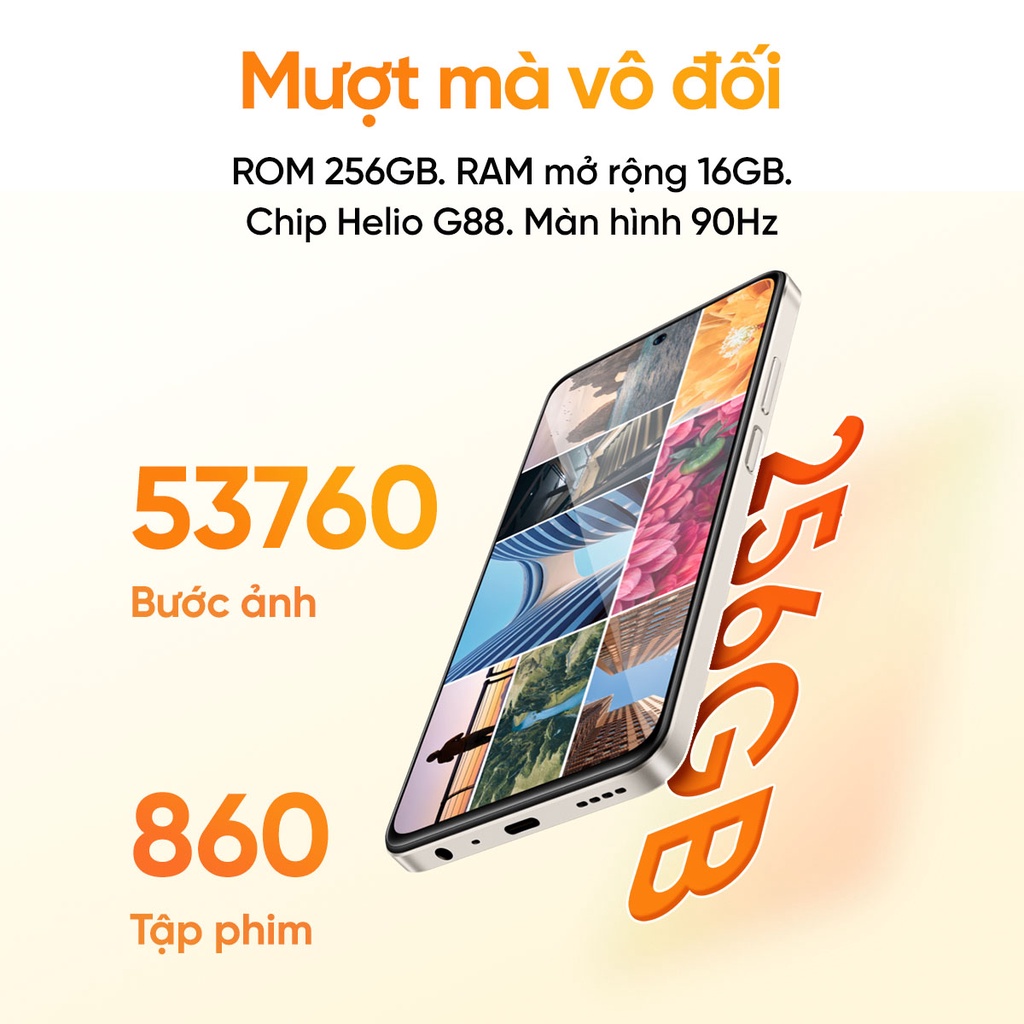 Mượt mà vô đối
ROM 256GB. RAM mở rộng 16GB.
Chip Helio G88. Màn hình 90Hz
53760
Bước ảnh
860
Tập phim
256GB